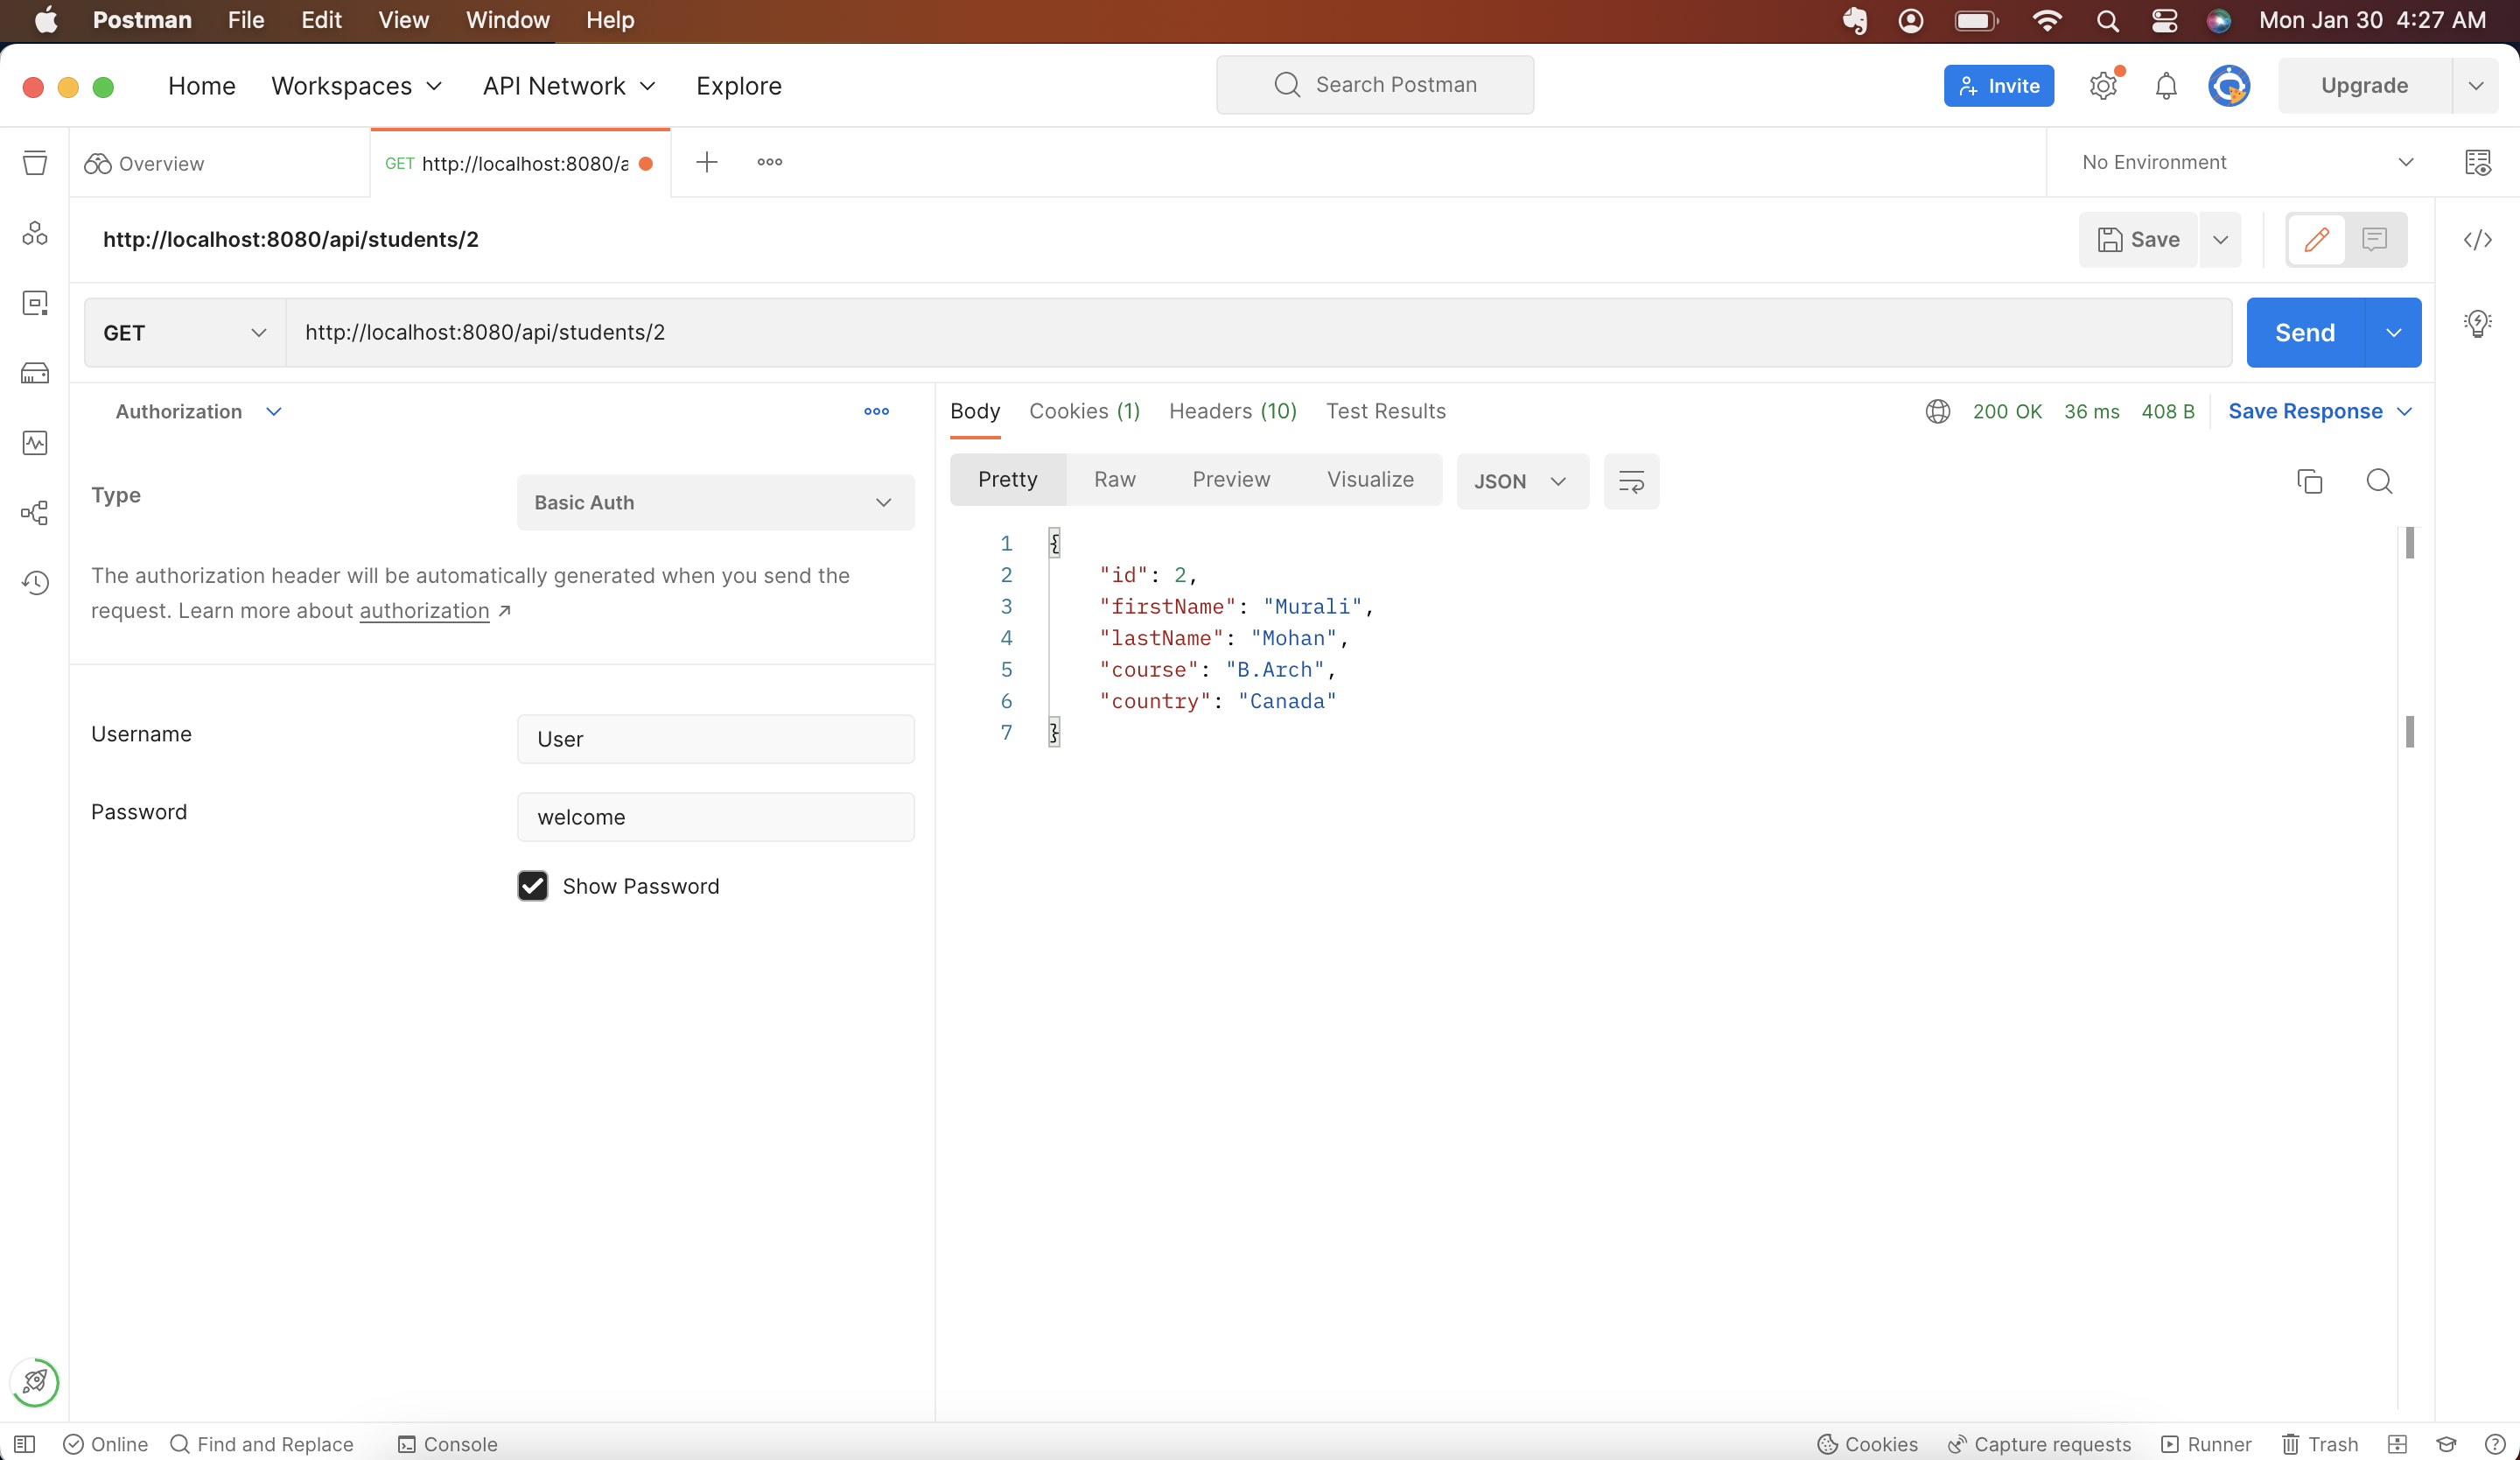 Postman File Edit View Window Help Mon Jan 30 4:27 AM
Home Workspaces API Network Explore Search Postman Invite Upgrade
Overview GET http://localhost:8080/a No Environment
http://localhost:8080/api/students/2 Save
GET http://localhost:8080/api/students/2 Send
Authorization
Type Basic Auth
The authorization header will be automatically generated when you send the
request. Learn more about authorization ↗
Username User
Password welcome
Show Password
Body Cookies (1) Headers (10) Test Results 200 OK 36 ms 408 B Save Response
Pretty Raw Preview Visualize JSON
1 {
2 "id": 2,
3 "firstName": "Murali",
4 "lastName": "Mohan",
5 "course": "B.Arch",
6 "country": "Canada"
7 }
Online Find and Replace Console Cookies Capture requests Runner Trash